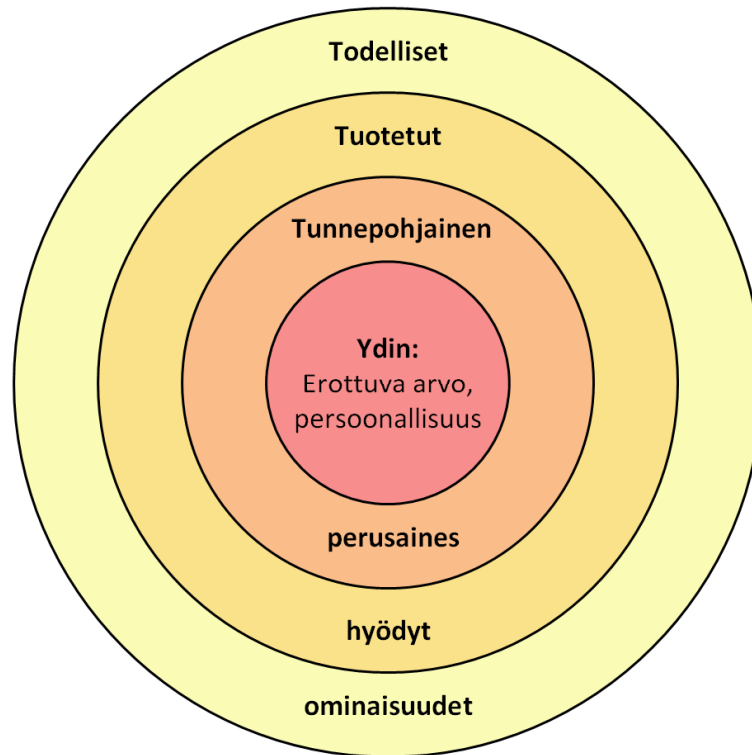 Todelliset
Tuotetut
Tunnepohjainen
Ydin:
Erottuva arvo,
persoonallisuus
perusaines
hyödyt
ominaisuudet